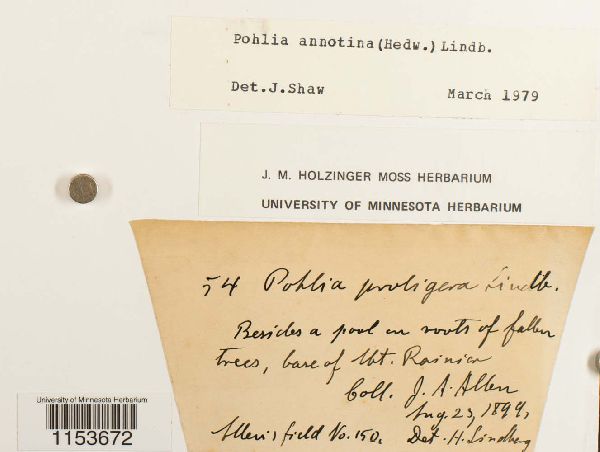 Pohlia annotina (Hedw.) Lindb.
Det. J. Shaw
March 1979
J. M. HOLZINGER MOSS HERBARIUM
UNIVERSITY OF MINNESOTA HERBARIUM
54 Pohlia proligera Lindb.
Besides a pool on roots of fallen
trees, base of Mt. Rainier
Coll. J. A. Allen
Aug. 23, 1899,
Allen's field No. 150. Det. H. Lindberg
University of Minnesota Herbarium
1153672